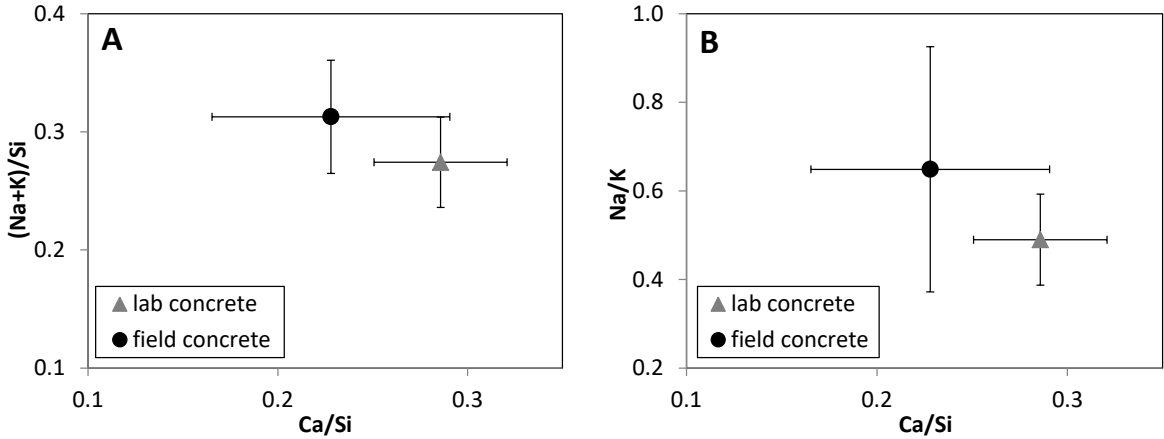 A
(Na+K)/Si
0.4
0.3
0.2
0.1
lab concrete
field concrete
0.1
0.2
0.3
Ca/Si
B
Na/K
1.0
0.8
0.6
0.4
0.2
lab concrete
field concrete
0.1
0.2
0.3
Ca/Si